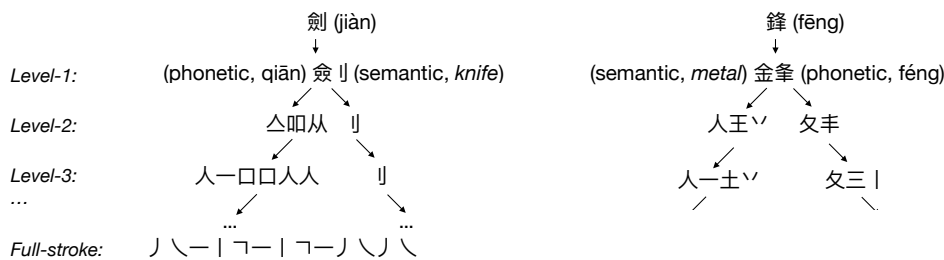 劍 (jiàn) 鋒 (fēng)
Level-1: (phonetic, qiān) 僉刂 (semantic, knife) (semantic, metal) 金夆 (phonetic, féng)
Level-2: 亼吅从 刂 人王丷 夂丰
Level-3: 人一口口人人 刂 人一土丷 夂三丨
...
... ...
Full-stroke: 丿㇏一丨𠃍一丨𠃍一丿㇏丿㇏